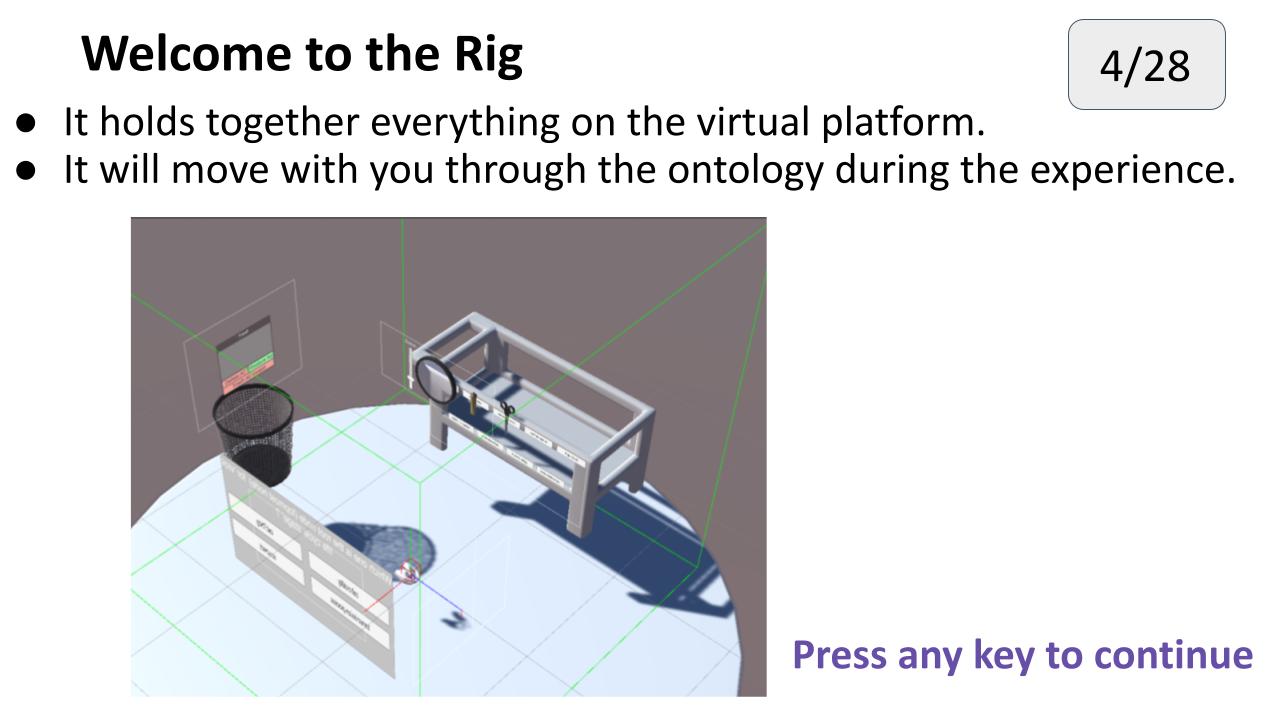 Welcome to the Rig
4/28
● It holds together everything on the virtual platform.
● It will move with you through the ontology during the experience.
Press any key to continue